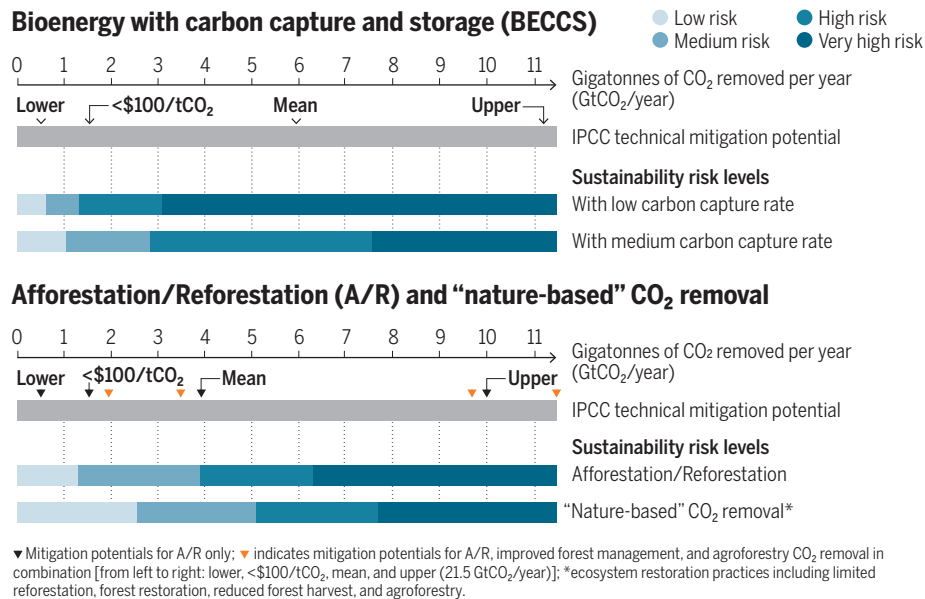 Bioenergy with carbon capture and storage (BECCS)
Low risk
High risk
Medium risk
Very high risk
0 1 2 3 4 5 6 7 8 9 10 11
Gigatonnes of CO₂ removed per year
(GtCO₂/year)
Lower <$100/tCO₂ Mean Upper
IPCC technical mitigation potential
Sustainability risk levels
With low carbon capture rate
With medium carbon capture rate
Afforestation/Reforestation (A/R) and “nature-based” CO₂ removal
0 1 2 3 4 5 6 7 8 9 10 11
Gigatonnes of CO₂ removed per year
(GtCO₂/year)
Lower <$100/tCO₂ Mean Upper
IPCC technical mitigation potential
Sustainability risk levels
Afforestation/Reforestation
“Nature-based” CO₂ removal*
▼ Mitigation potentials for A/R only; ▼ indicates mitigation potentials for A/R, improved forest management, and agroforestry CO₂ removal in
combination [from left to right: lower, <$100/tCO₂, mean, and upper (21.5 GtCO₂/year)]; *ecosystem restoration practices including limited
reforestation, forest restoration, reduced forest harvest, and agroforestry.